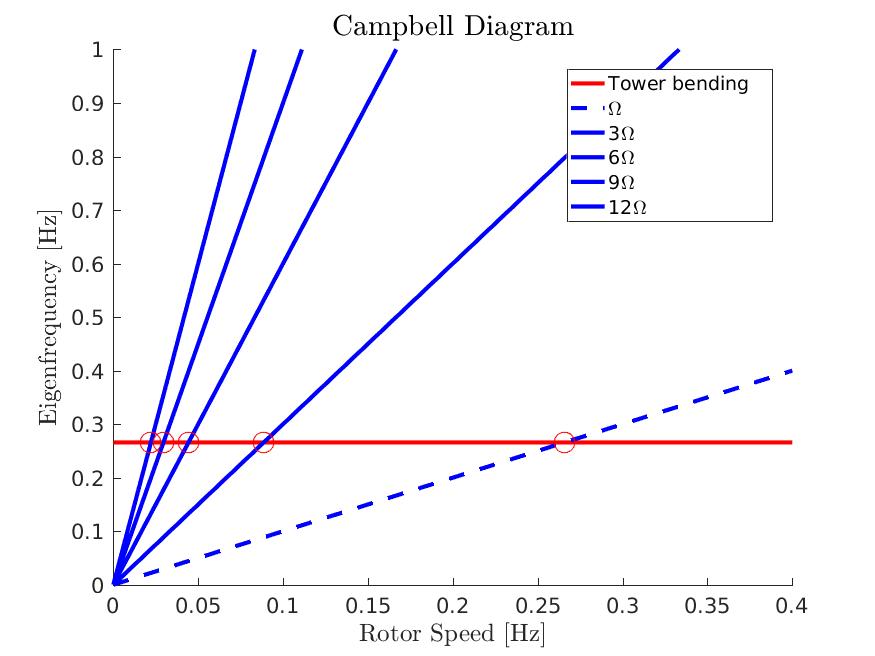 Campbell Diagram
1
0.9
0.8
0.7
0.6
0.5
0.4
0.3
0.2
0.1
0
Eigenfrequency [Hz]
Tower bending
Ω
3Ω
6Ω
9Ω
12Ω
0 0.05 0.1 0.15 0.2 0.25 0.3 0.35 0.4
Rotor Speed [Hz]